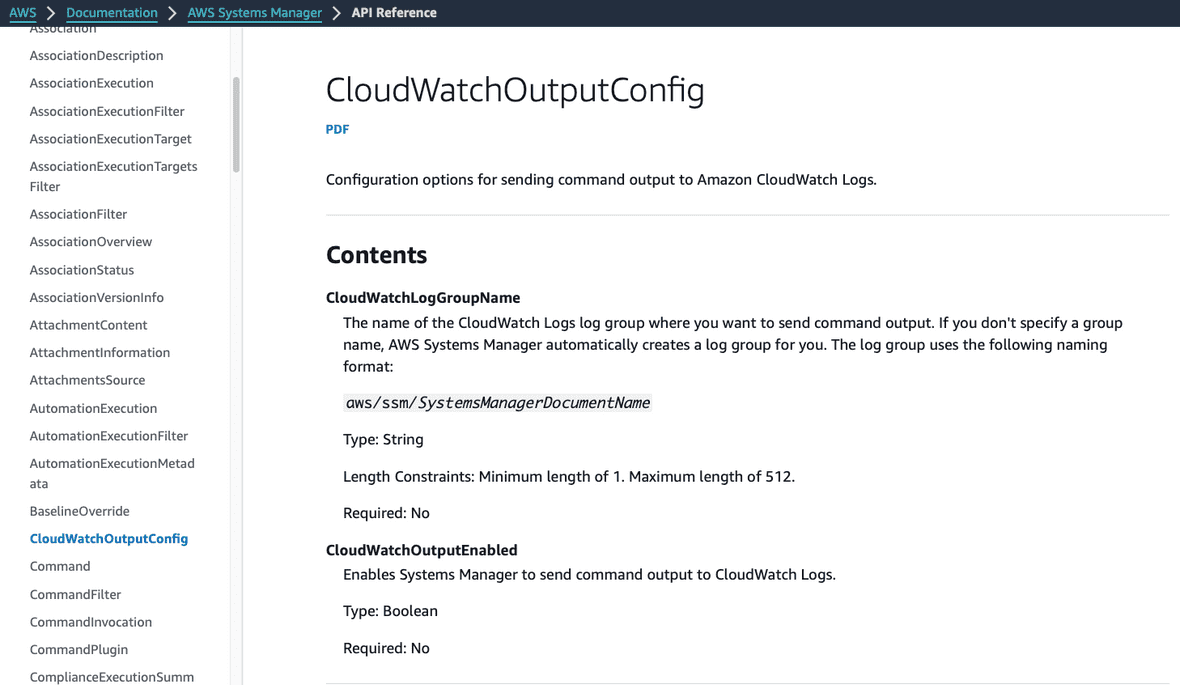 AWS > Documentation > AWS Systems Manager > API Reference
Association
AssociationDescription
AssociationExecution
AssociationExecutionFilter
AssociationExecutionTarget
AssociationExecutionTargets
Filter
AssociationFilter
AssociationOverview
AssociationStatus
AssociationVersionInfo
AttachmentContent
AttachmentInformation
AttachmentsSource
AutomationExecution
AutomationExecutionFilter
AutomationExecutionMetad
ata
BaselineOverride
CloudWatchOutputConfig
Command
CommandFilter
CommandInvocation
CommandPlugin
ComplianceExecutionSumm
CloudWatchOutputConfig
PDF
Configuration options for sending command output to Amazon CloudWatch Logs.
Contents
CloudWatchLogGroupName
The name of the CloudWatch Logs log group where you want to send command output. If you don't specify a group
name, AWS Systems Manager automatically creates a log group for you. The log group uses the following naming
format:
aws/ssm/SystemsManagerDocumentName
Type: String
Length Constraints: Minimum length of 1. Maximum length of 512.
Required: No
CloudWatchOutputEnabled
Enables Systems Manager to send command output to CloudWatch Logs.
Type: Boolean
Required: No